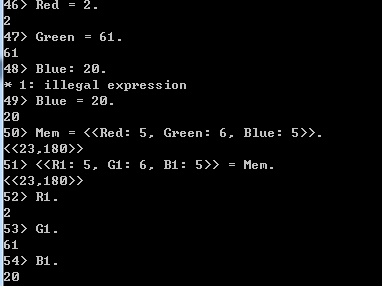 46> Red = 2.
2
47> Green = 61.
61
48> Blue: 20.
* 1: illegal expression
49> Blue = 20.
20
50> Mem = <<Red: 5, Green: 6, Blue: 5>>.
<<23,180>>
51> <<R1: 5, G1: 6, B1: 5>> = Mem.
<<23,180>>
52> R1.
2
53> G1.
61
54> B1.
20